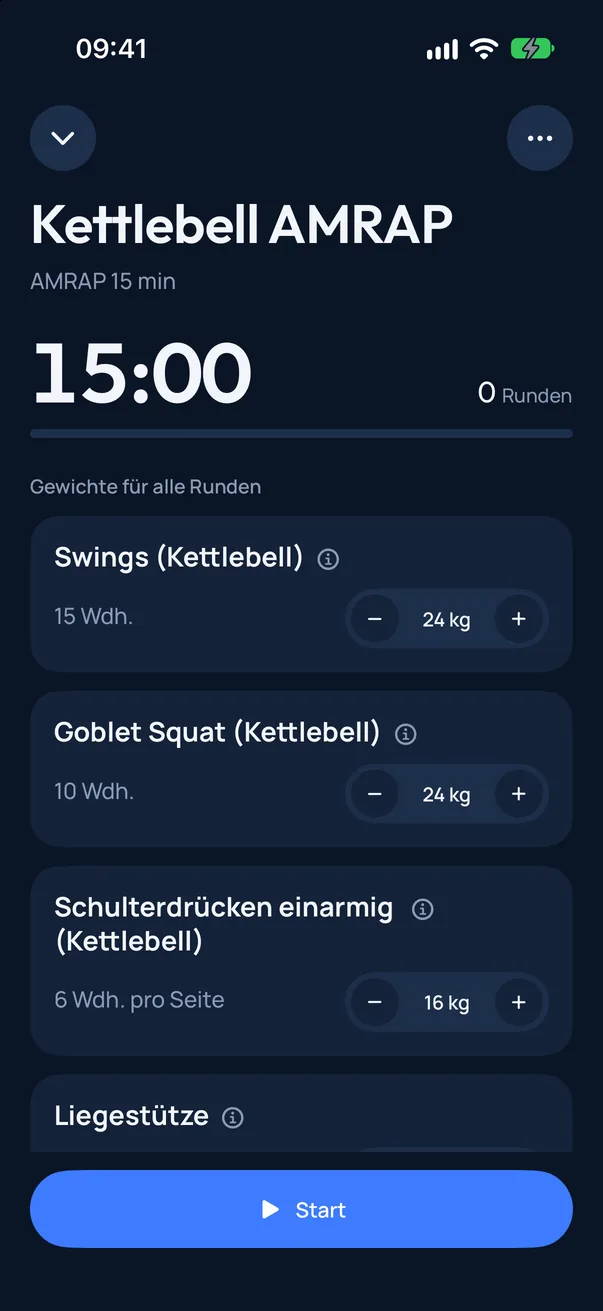 09:41
Kettlebell AMRAP
AMRAP 15 min
15:00
0 Runden
Gewichte für alle Runden
Swings (Kettlebell)
15 Wdh.
− 24 kg +
Goblet Squat (Kettlebell)
10 Wdh.
− 24 kg +
Schulterdrücken einarmig
(Kettlebell)
6 Wdh. pro Seite
− 16 kg +
Liegestütze
Start